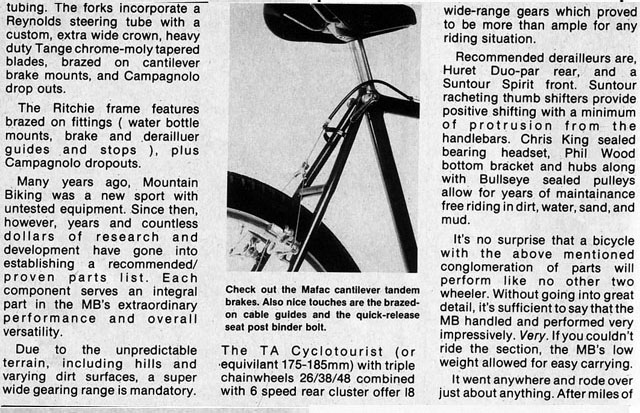 tubing. The forks incorporate a
Reynolds steering tube with a
custom, extra wide crown, heavy
duty Tange chrome-moly tapered
blades, brazed on cantilever
brake mounts, and Campagnolo
drop outs.
The Ritchie frame features
brazed on fittings ( water bottle
mounts, brake and derailluer
guides and stops ), plus
Campagnolo dropouts.
Many years ago, Mountain
Biking was a new sport with
untested equipment. Since then,
however, years and countless
dollars of research and
development have gone into
establishing a recommended/
proven parts list. Each
component serves an integral
part in the MB's extraordinary
performance and overall
versatility.
Due to the unpredictable
terrain, including hills and
varying dirt surfaces, a super
wide gearing range is mandatory.
Check out the Mafac cantilever tandem
brakes. Also nice touches are the brazed-
on cable guides and the quick-release
seat post binder bolt.
The TA Cyclotourist (or
equivilant 175-185mm) with triple
chainwheels 26/38/48 combined
with 6 speed rear cluster offer I8
wide-range gears which proved
to be more than ample for any
riding situation.
Recommended derailleurs are,
Huret Duo-par rear, and a
Suntour Spirit front. Suntour
racheting thumb shifters provide
positive shifting with a minimum
of protrusion from the
handlebars. Chris King sealed
bearing headset, Phil Wood
bottom bracket and hubs along
with Bullseye sealed pulleys
allow for years of maintainance
free riding in dirt, water, sand, and
mud.
It's no surprise that a bicycle
with the above mentioned
conglomeration of parts will
perform like no other two
wheeler. Without going into great
detail, it's sufficient to say that the
MB handled and performed very
impressively. Very. If you couldn't
ride the section, the MB's low
weight allowed for easy carrying.
It went anywhere and rode over
just about anything. After miles of